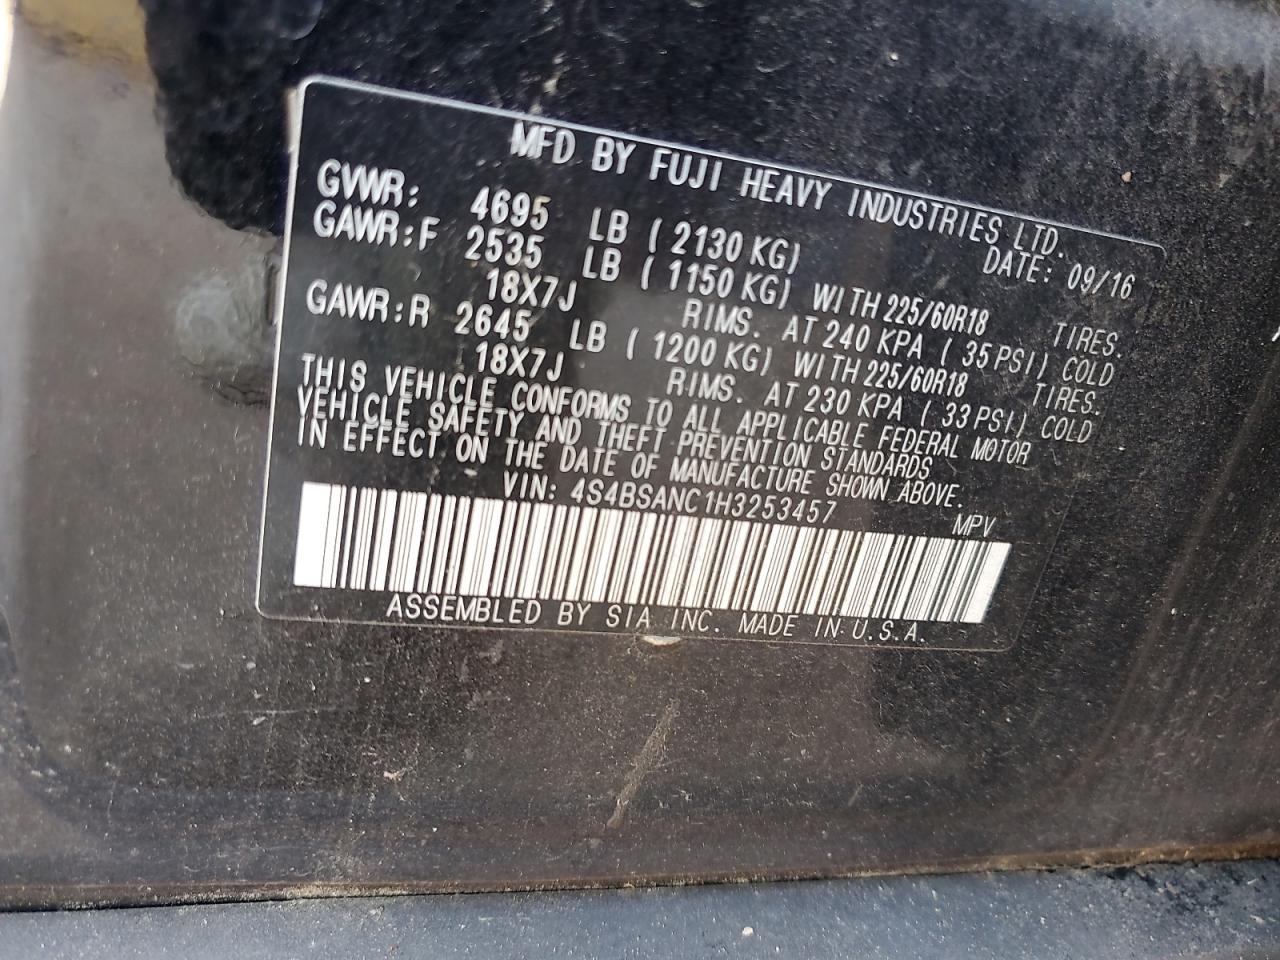 MFD BY FUJI HEAVY INDUSTRIES LTD.
DATE: 09/16
GVWR: 4695 LB (2130 KG)
GAWR:F 2535 LB (1150 KG) WITH 225/60R18 TIRES.
18X7J RIMS. AT 240 KPA (35 PSI) COLD
GAWR:R 2645 LB (1200 KG) WITH 225/60R18 TIRES.
18X7J RIMS. AT 230 KPA (33 PSI.) COLD
THIS VEHICLE CONFORMS TO ALL APPLICABLE FEDERAL MOTOR
VEHICLE SAFETY AND THEFT PREVENTION STANDARDS
IN EFFECT ON THE DATE OF MANUFACTURE SHOWN ABOVE.
VIN: 4S4BSANC1H3253457 MPV
ASSEMBLED BY SIA INC. MADE IN U.S.A.